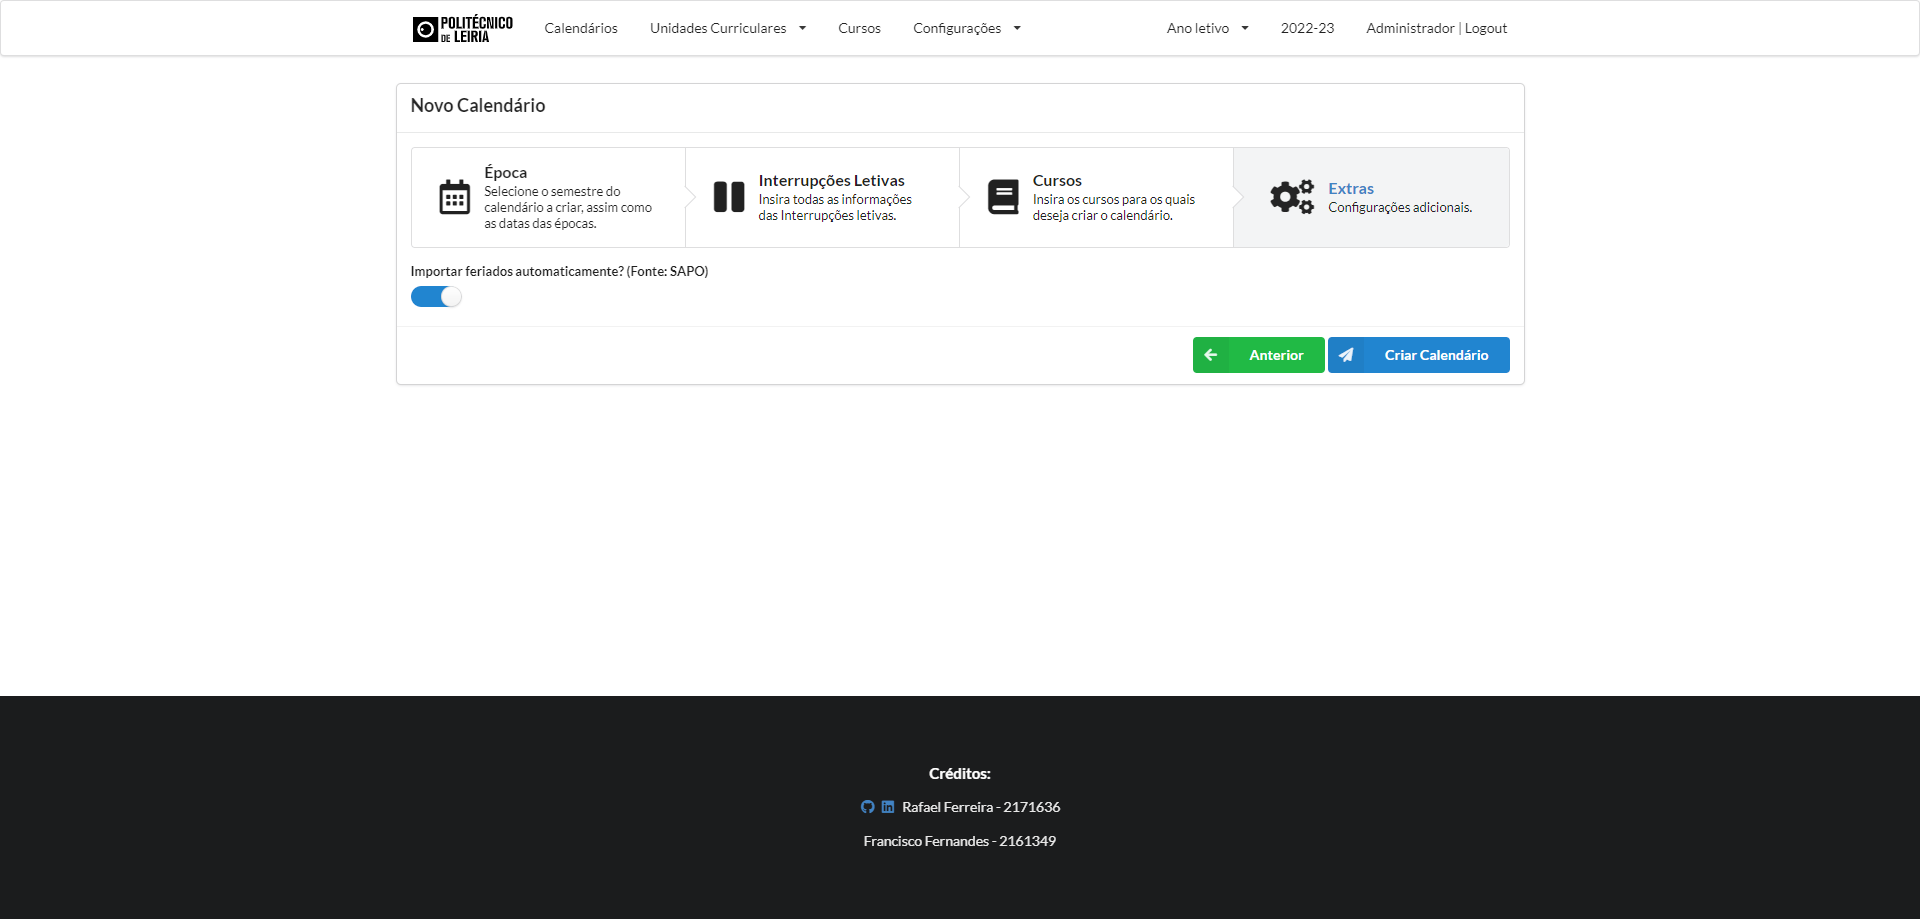 POLITÉCNICO
DE LEIRIA
Calendários
Unidades Curriculares
Cursos
Configurações
Ano letivo
2022-23
Administrador | Logout
Novo Calendário
Época
Selecione o semestre do
calendário a criar, assim como
as datas das épocas.
Interrupções Letivas
Insira todas as informações
das Interrupções letivas.
Cursos
Insira os cursos para os quais
deseja criar o calendário.
Extras
Configurações adicionais.
Importar feriados automaticamente? (Fonte: SAPO)
Anterior
Criar Calendário
Créditos:
Rafael Ferreira - 2171636
Francisco Fernandes - 2161349